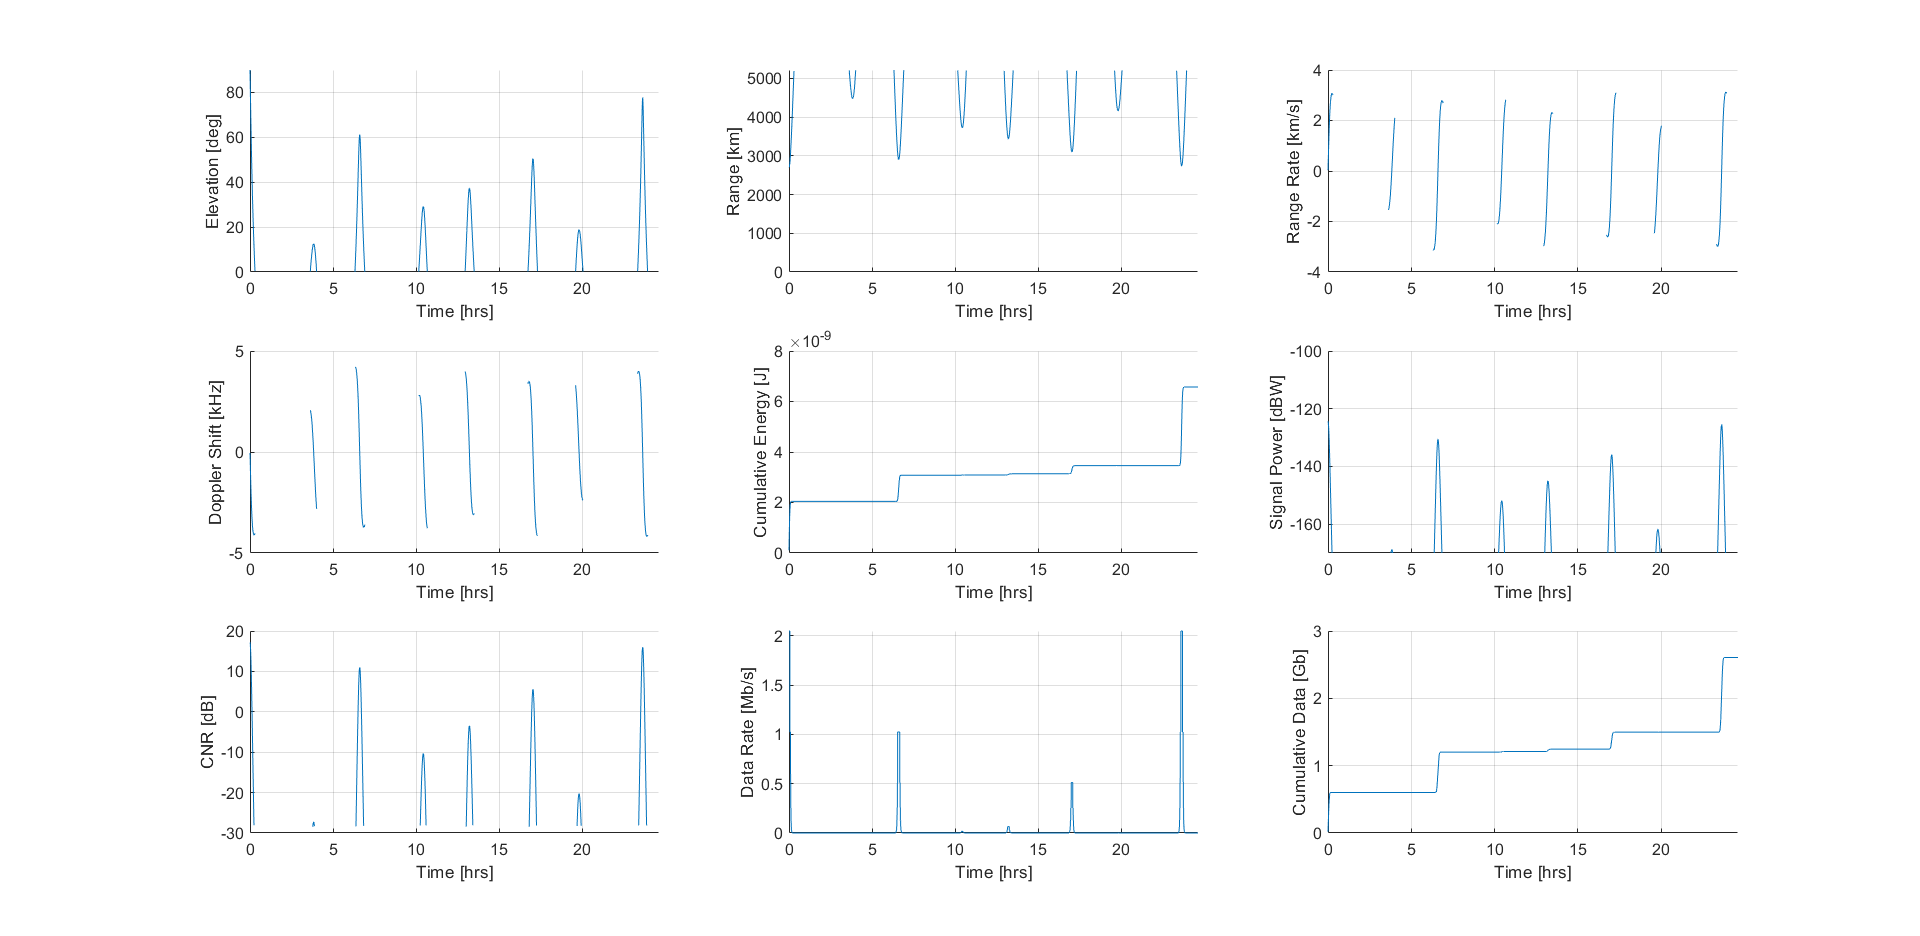 Elevation [deg]
80
60
40
20
0
0 5 10 15 20
Time [hrs]
Range [km]
5000
4000
3000
2000
1000
0
0 5 10 15 20
Time [hrs]
Range Rate [km/s]
4
2
0
-2
-4
0 5 10 15 20
Time [hrs]
Doppler Shift [kHz]
5
0
-5
0 5 10 15 20
Time [hrs]
×10-9
Cumulative Energy [J]
8
6
4
2
0
0 5 10 15 20
Time [hrs]
Signal Power [dBW]
-100
-120
-140
-160
0 5 10 15 20
Time [hrs]
CNR [dB]
20
10
0
-10
-20
-30
0 5 10 15 20
Time [hrs]
Data Rate [Mb/s]
2
1.5
1
0.5
0
0 5 10 15 20
Time [hrs]
Cumulative Data [Gb]
3
2
1
0
0 5 10 15 20
Time [hrs]